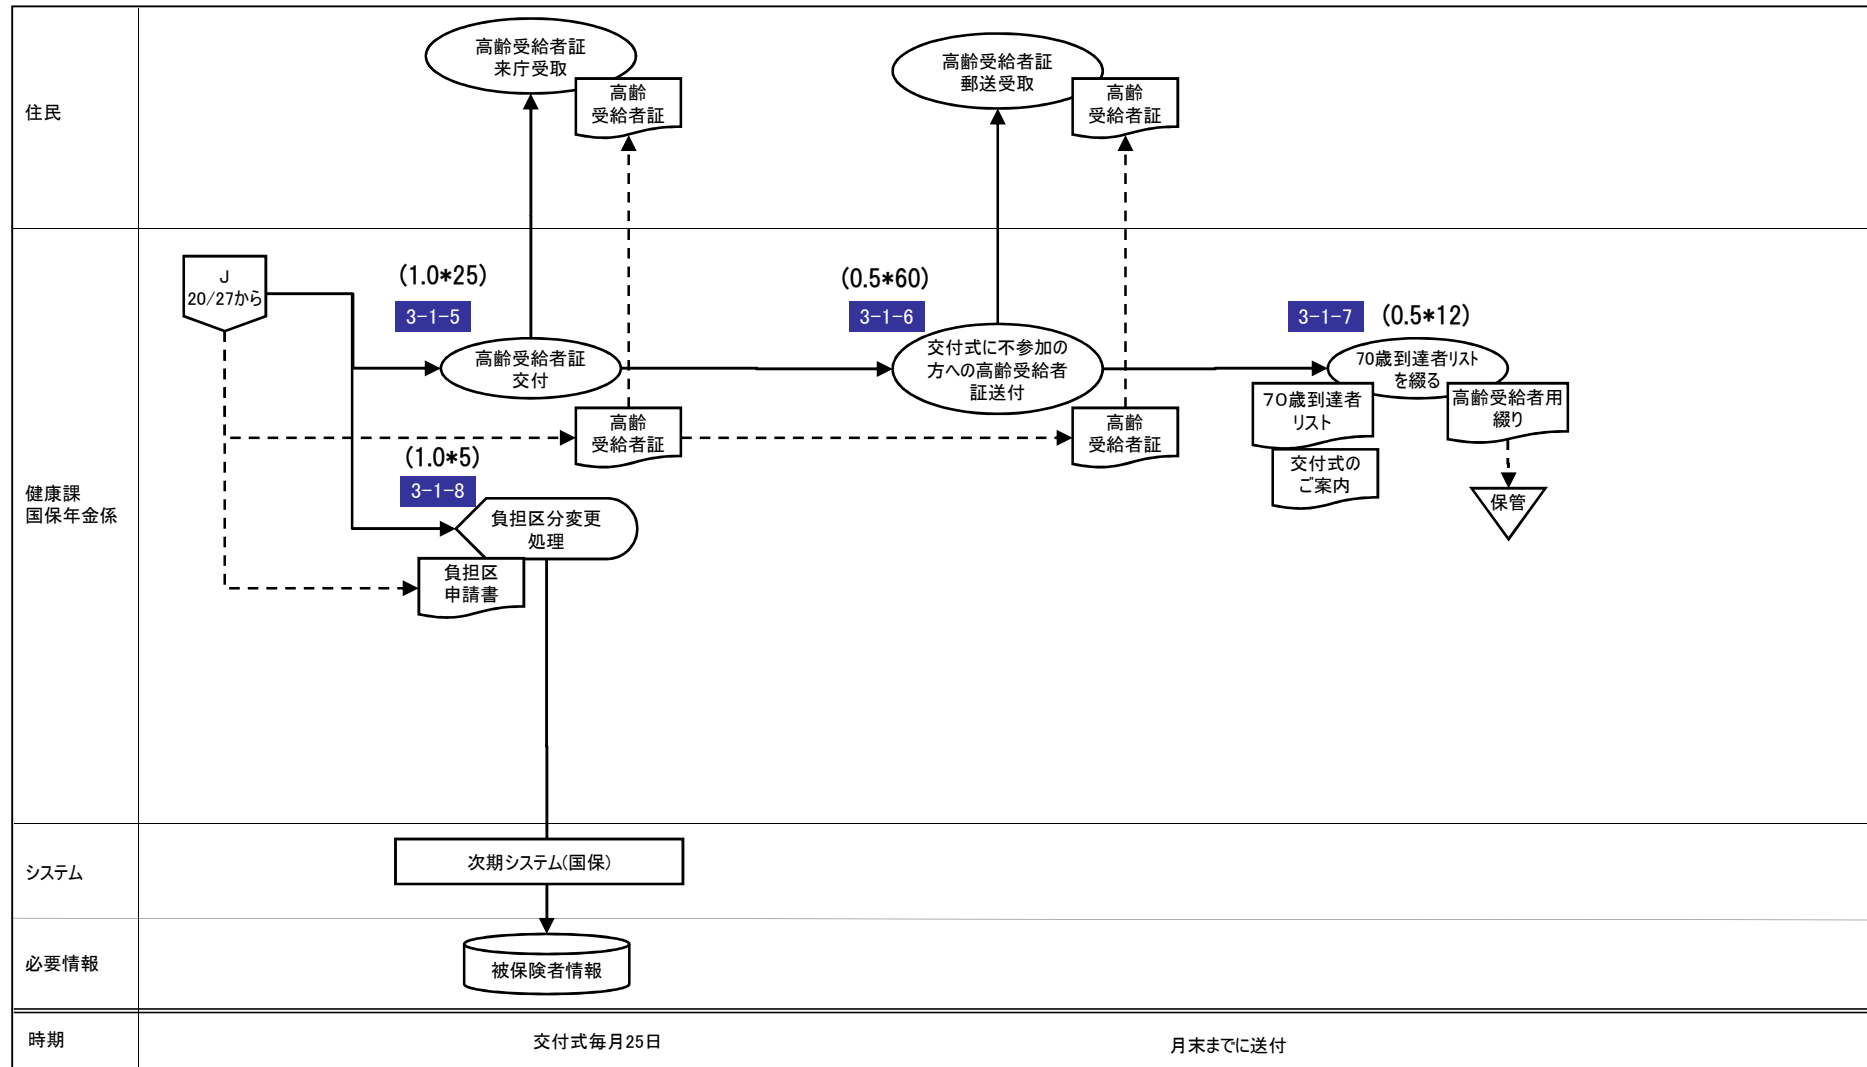 住民
高齢受給者証
来庁受取
高齢
受給者証
高齢受給者証
郵送受取
高齢
受給者証
健康課
国保年金係
J
20/27から
(1.0*25)
3-1-5
高齢受給者証
交付
高齢
受給者証
(1.0*5)
3-1-8
負担区分変更
処理
負担区
申請書
(0.5*60)
3-1-6
交付式に不参加の
方への高齢受給者
証送付
高齢
受給者証
3-1-7
(0.5*12)
70歳到達者リスト
を綴る
70歳到達者
リスト
交付式の
ご案内
高齢受給者用
綴り
保管
システム
次期システム(国保)
必要情報
被保険者情報
時期
交付式毎月25日
月末までに送付